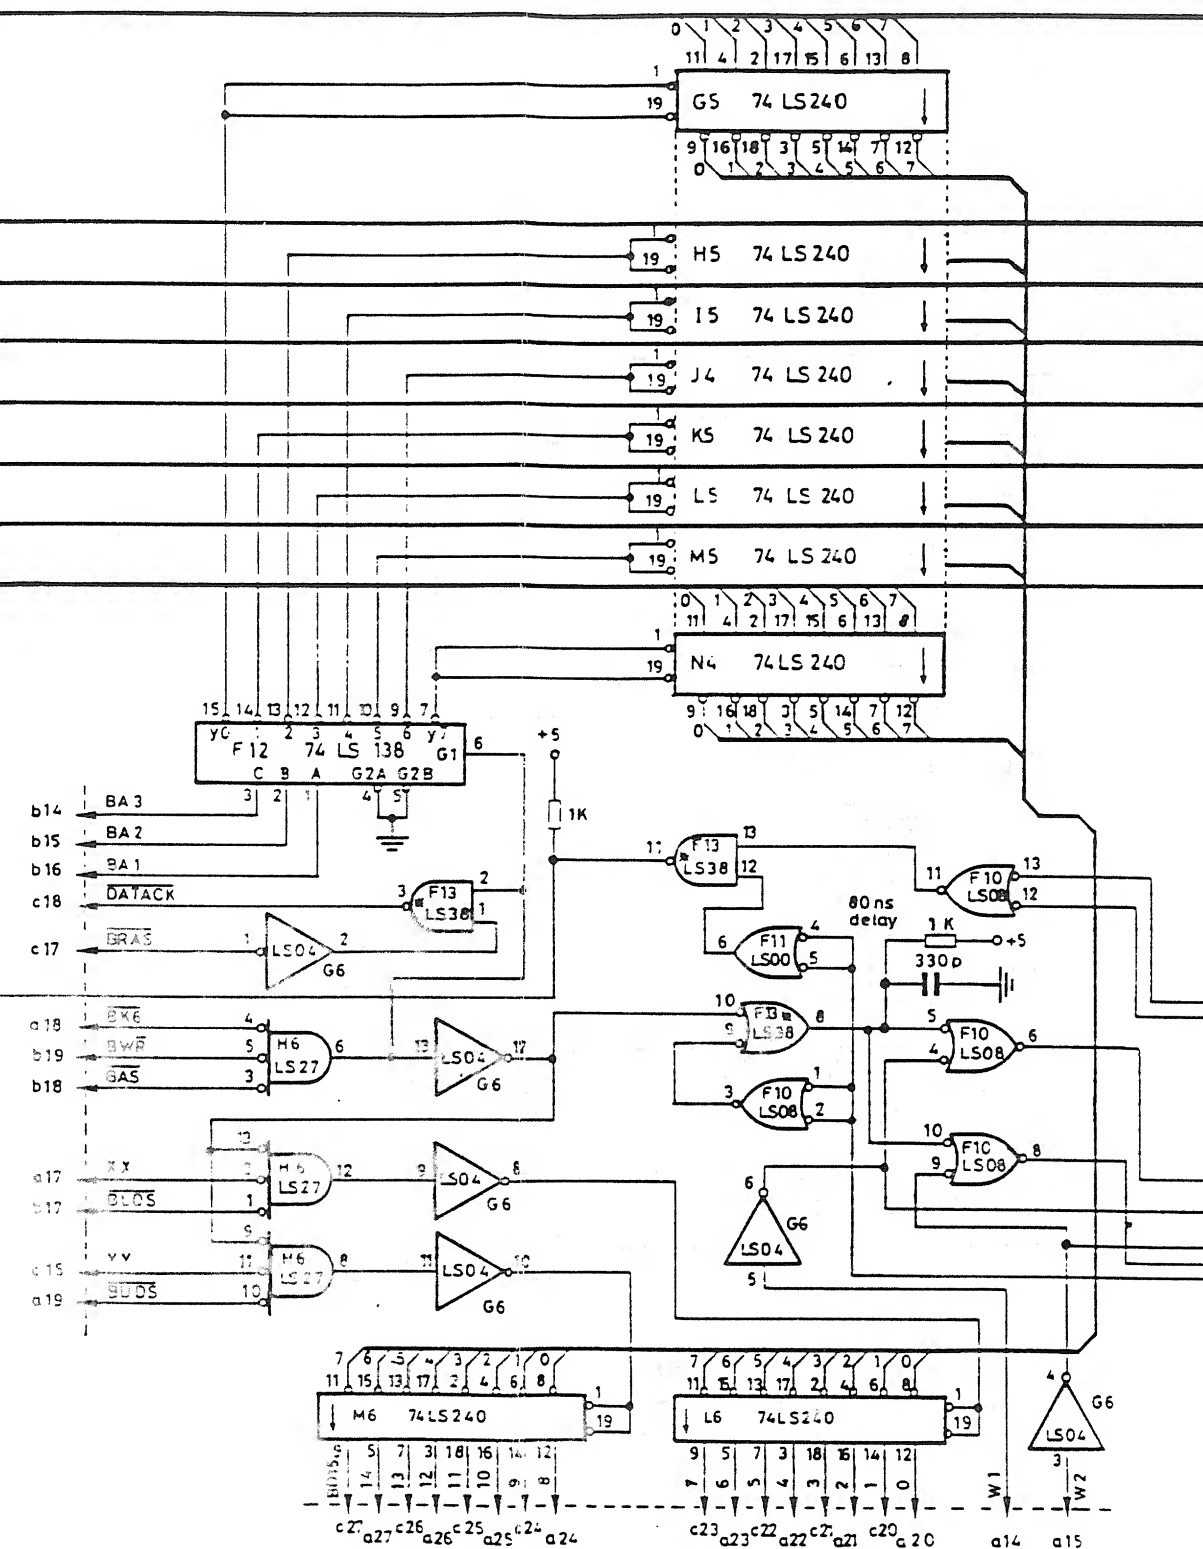 0 1 2 3 4 5 6 7
11 4 2 17 15 6 13 8
1
19
G5 74 LS240
9 16 18 3 5 14 7 12
0 1 2 3 4 5 6 7
1
19 H5 74 LS 240
19 I5 74 LS 240
1
19 J4 74 LS 240
19 K5 74 LS 240
19 L5 74 LS 240
19 M5 74 LS 240
0 1 2 3 4 5 6 7
11 4 2 17 15 6 13 8
1
19
N4 74 LS 240
9 16 18 3 5 14 7 12
0 1 2 3 4 5 6 7
15 14 13 12 11 10 9 7
y0 1 2 3 4 5 6 y7
F12 74 LS 138 G1 6
C B A G2A G2B
3 2 1 4 5
+5
1K
b14 BA3
b15 BA2
b16 BA1
c18 DATACK 3 F13 LS38 2 1
c17 BRAS 1 LS04 2 G6
11 F13 LS38 13 12
11 F10 LS08 13 12
80 ns
delay
1 K +5
330 p
6 F11 LS00 4 5
a18 BK6 4
b19 BWR 5 H6 LS27 6 13 LS04 12 G6
b18 GAS 3
10 9 F13 LS38 8
5 4 F10 LS08 6
3 F10 LS08 1 2
10 9 F10 LS08 8
13
a17 XX 2 H6 LS27 12 9 LS04 8 G6
b17 BLDS 1
6 LS04 G6 5
9
c15 YY 11 H6 LS27 8 11 LS04 10 G6
a19 BUDS 10
7 6 5 4 3 2 1 0
11 15 13 17 2 4 6 8
M6 74LS240 1 19
9 5 7 3 18 16 14 12
BD15 14 13 12 11 10 9 8
c27 a27 c26 a26 c25 a25 c24 a24
7 6 5 4 3 2 1 0
11 15 13 17 2 4 6 8
L6 74LS240 1 19
9 5 7 3 18 16 14 12
7 6 5 4 3 2 1 0
c23 a23 c22 a22 c21 a21 c20 a20
4 LS04 G6 3
W1 W2
a14 a15